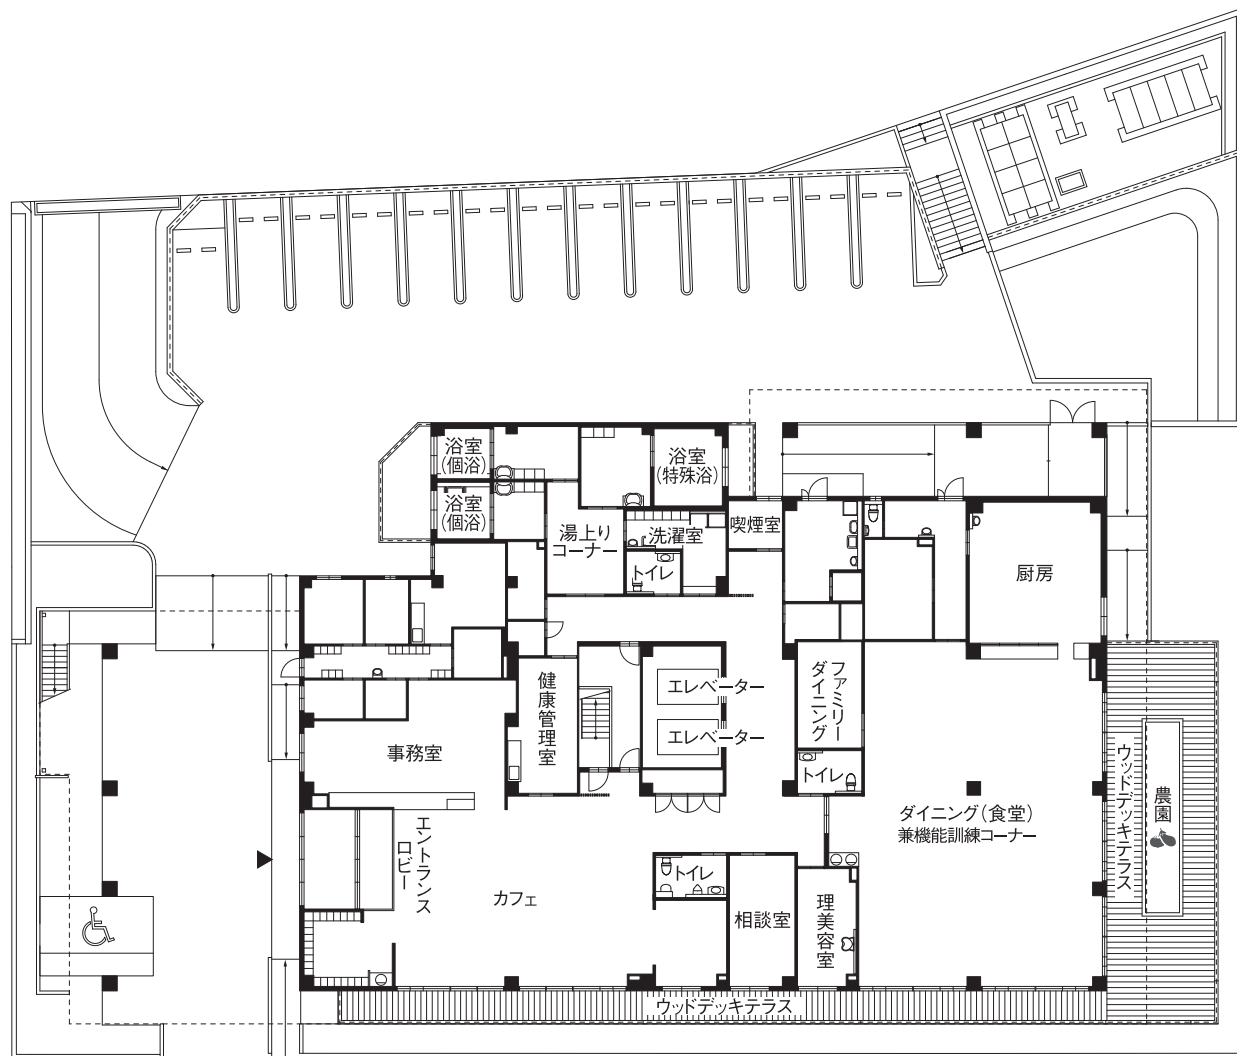 浴室
(個浴)
浴室
(特殊浴)
浴室
(個浴)
湯上り
コーナー
洗濯室
喫煙室
トイレ
厨房
健康管理室
エレベーター
エレベーター
ファミリー
ダイニング
事務室
トイレ
ウッドデッキテラス
農園
エントランス
ロビー
ダイニング(食堂)
兼機能訓練コーナー
カフェ
トイレ
相談室
理美容室
ウッドデッキテラス